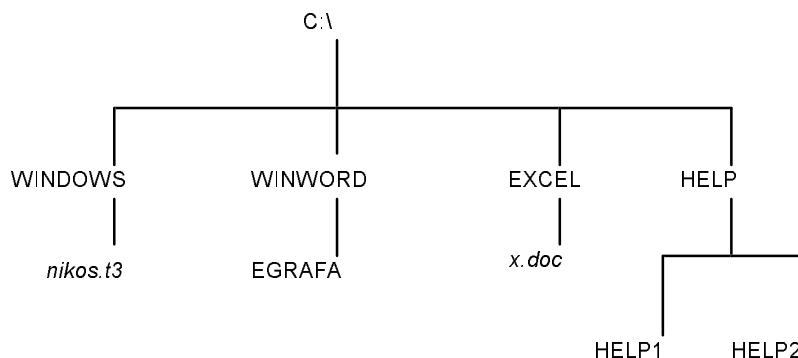 C:\
WINDOWS WINWORD EXCEL HELP
nikos.t3 EGRAFA x.doc
HELP1 HELP2